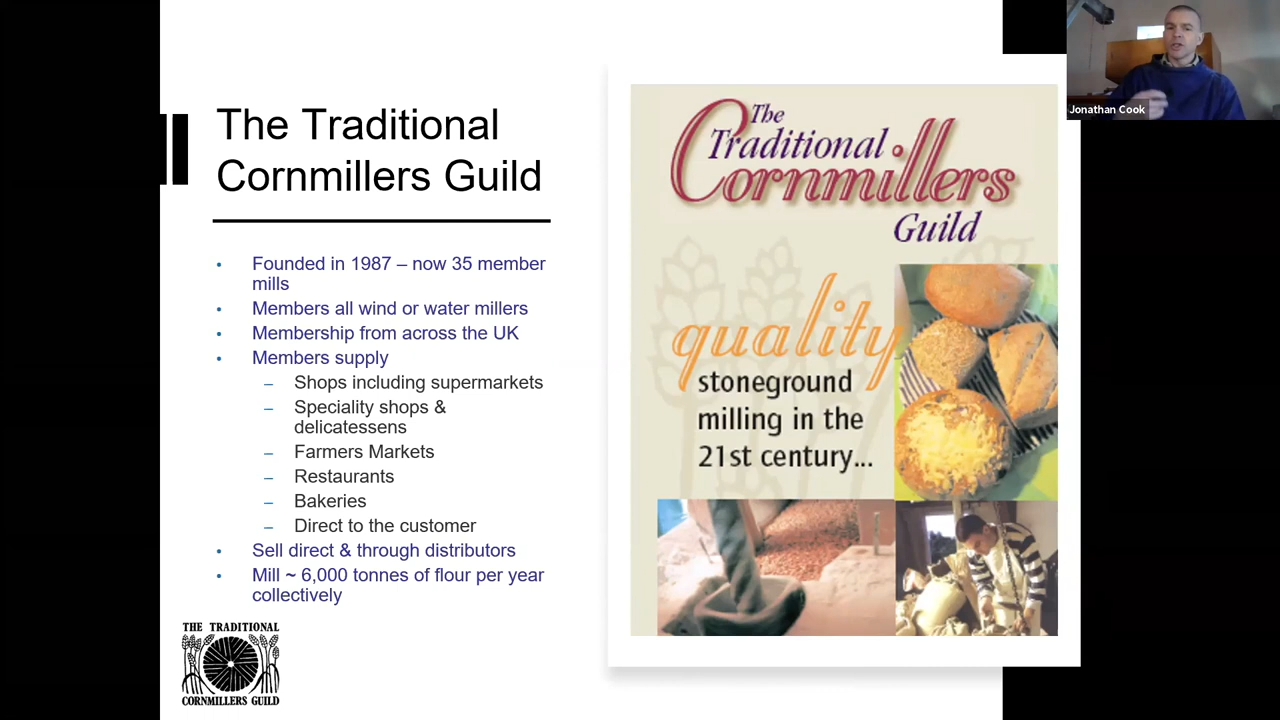 The Traditional
Cornmillers Guild
• Founded in 1987 – now 35 member
mills
• Members all wind or water millers
• Membership from across the UK
• Members supply
– Shops including supermarkets
– Speciality shops &
delicatessens
– Farmers Markets
– Restaurants
– Bakeries
– Direct to the customer
• Sell direct & through distributors
• Mill ~ 6,000 tonnes of flour per year
collectively
THE TRADITIONAL
CORNMILLERS GUILD
The
Traditional
Cornmillers
Guild
quality
stoneground
milling in the
21st century...
Jonathan Cook